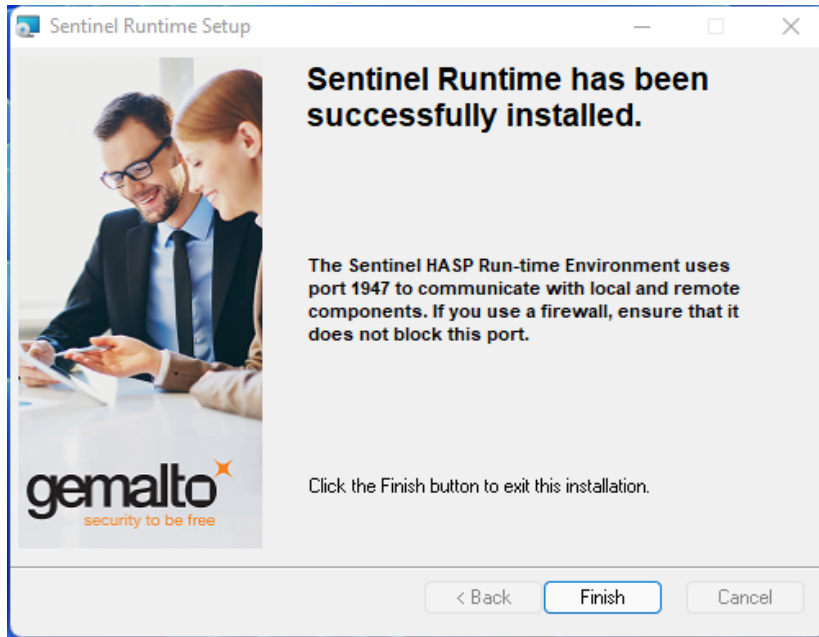 Sentinel Runtime Setup
Sentinel Runtime has been
successfully installed.
The Sentinel HASP Run-time Environment uses
port 1947 to communicate with local and remote
components. If you use a firewall, ensure that it
does not block this port.
gemalto
security to be free
Click the Finish button to exit this installation.
< Back
Finish
Cancel